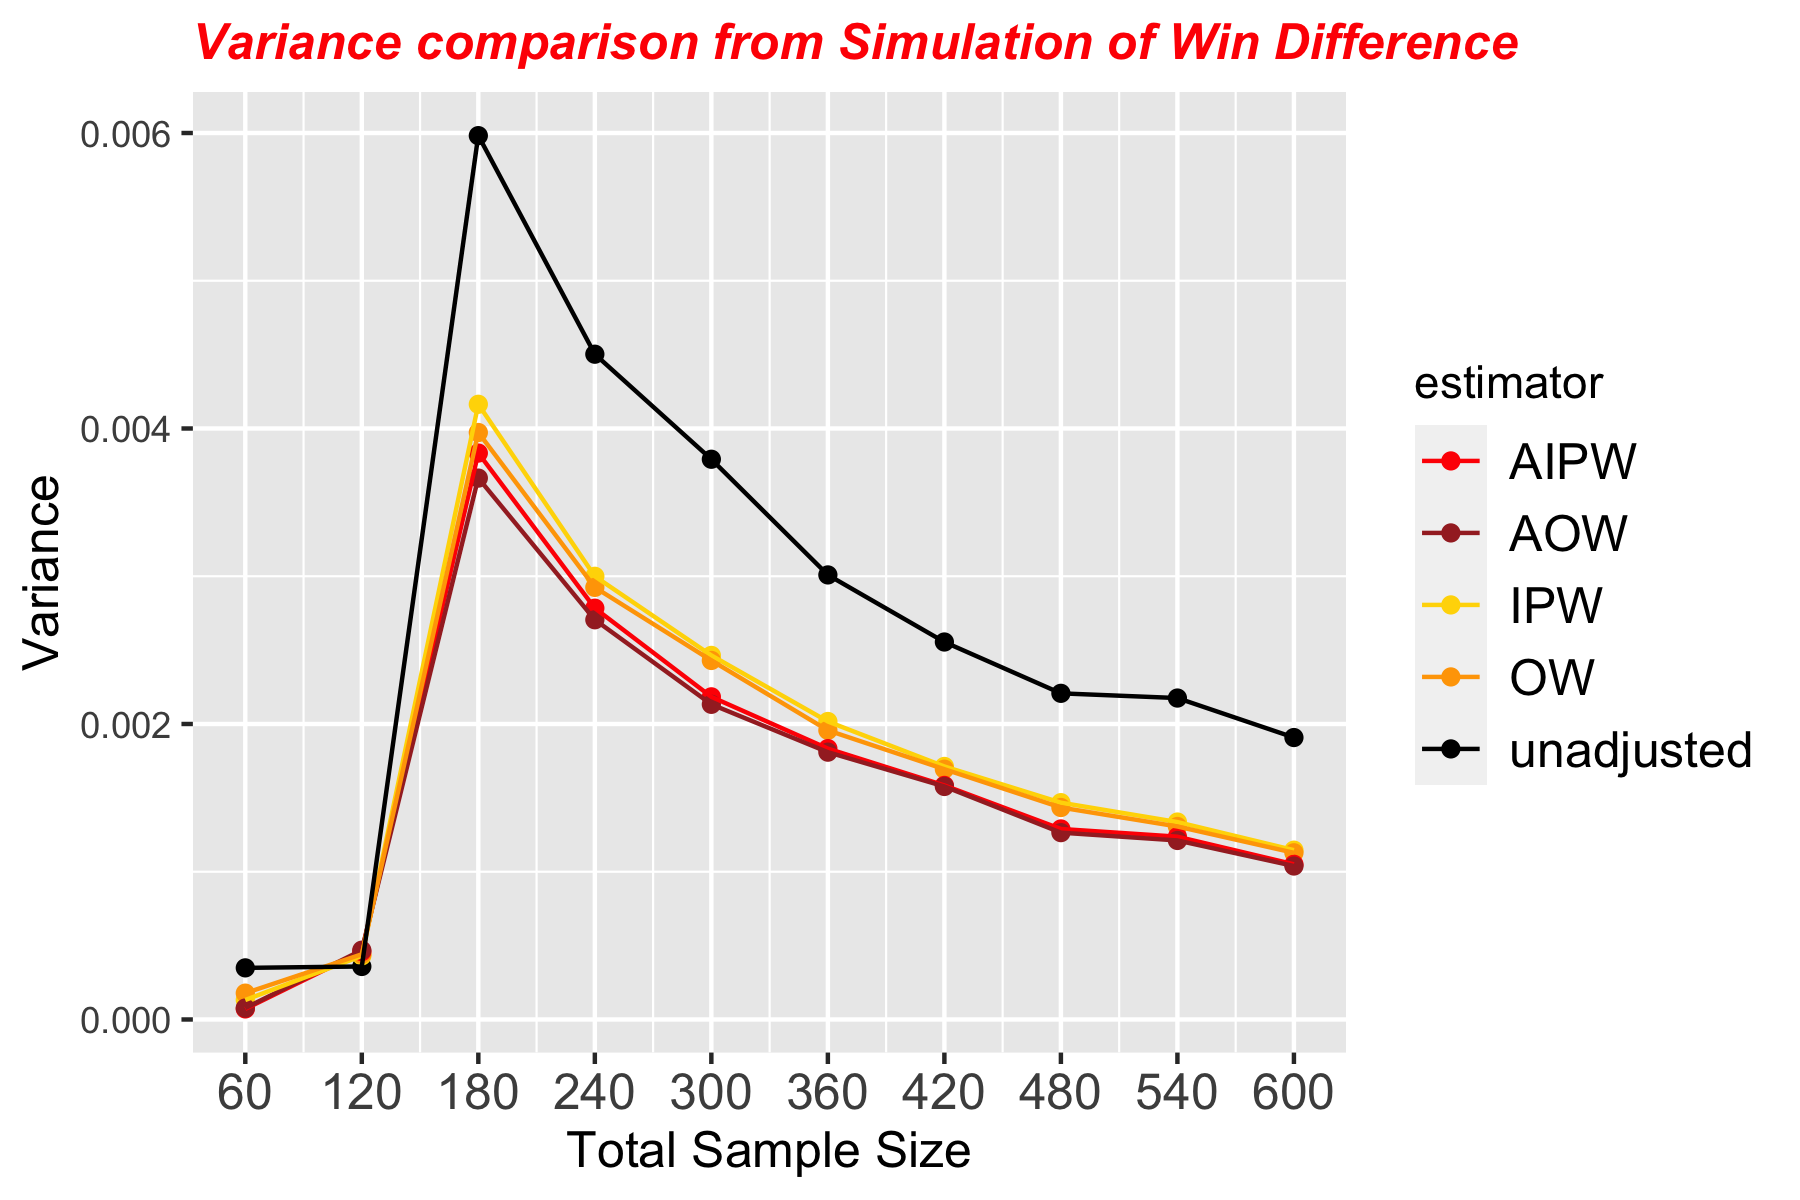 Variance comparison from Simulation of Win Difference
0.006
0.004
0.002
0.000
Variance
60 120 180 240 300 360 420 480 540 600
Total Sample Size
estimator
AIPW
AOW
IPW
OW
unadjusted